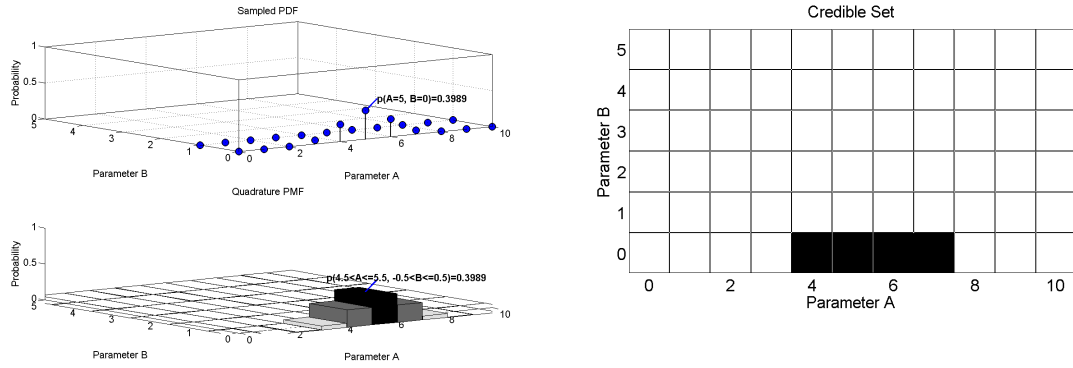 Sampled PDF
1
0.5
0
Probability
p(A=5, B=0)=0.3989
5 4 3 2 1 0
0 2 4 6 8 10
Parameter B
Parameter A
Quadrature PMF
1
0.5
0
Probability
p(4.5<A<=5.5, -0.5<B<=0.5)=0.3989
5 4 3 2 1 0
0 2 4 6 8 10
Parameter B
Parameter A
Credible Set
5
4
3
2
1
0
Parameter B
0 2 4 6 8 10
Parameter A